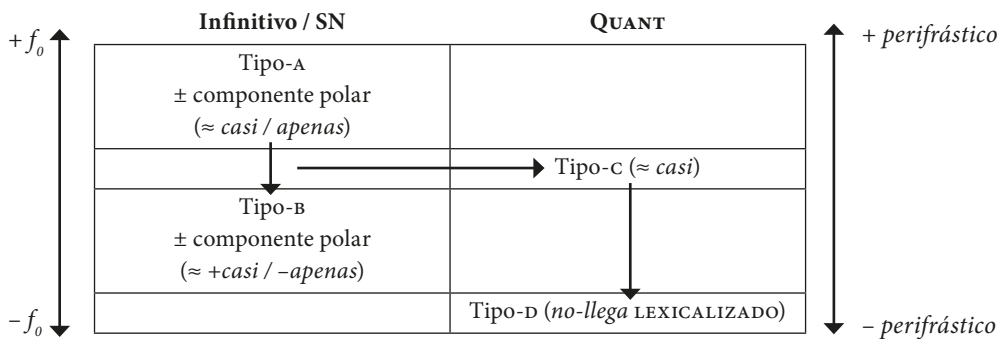 Infinitivo / SN QUANT
+ f₀ + perifrástico
Tipo-A
± componente polar
(≈ casi / apenas)
Tipo-C (≈ casi)
Tipo-B
± componente polar
(≈ +casi / –apenas)
Tipo-D (no-llega LEXICALIZADO)
– f₀ – perifrástico